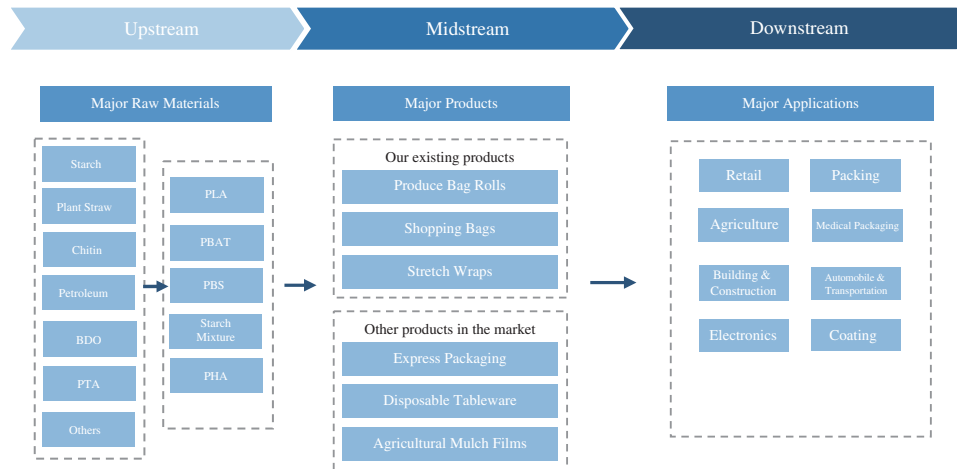 Upstream
Midstream
Downstream
Major Raw Materials
Major Products
Major Applications
Starch
Plant Straw
Chitin
Petroleum
BDO
PTA
Others
PLA
PBAT
PBS
Starch
Mixture
PHA
Our existing products
Produce Bag Rolls
Shopping Bags
Stretch Wraps
Other products in the market
Express Packaging
Disposable Tableware
Agricultural Mulch Films
Retail
Packing
Agriculture
Medical Packaging
Building &
Construction
Automobile &
Transportation
Electronics
Coating